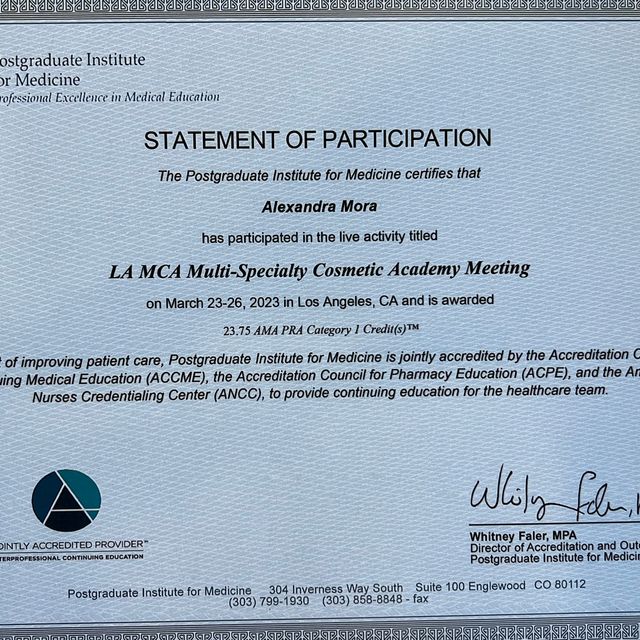 ostgraduate Institute
or Medicine
rofessional Excellence in Medical Education
STATEMENT OF PARTICIPATION
The Postgraduate Institute for Medicine certifies that
Alexandra Mora
has participated in the live activity titled
LA MCA Multi-Specialty Cosmetic Academy Meeting
on March 23-26, 2023 in Los Angeles, CA and is awarded
23.75 AMA PRA Category 1 Credit(s)™
t of improving patient care, Postgraduate Institute for Medicine is jointly accredited by the Accreditation C
uing Medical Education (ACCME), the Accreditation Council for Pharmacy Education (ACPE), and the Am
Nurses Credentialing Center (ANCC), to provide continuing education for the healthcare team.
OINTLY ACCREDITED PROVIDER™
TERPROFESSIONAL CONTINUING EDUCATION
Whitney Faler,
Whitney Faler, MPA
Director of Accreditation and Out
Postgraduate Institute for Medicin
Postgraduate Institute for Medicine 304 Inverness Way South Suite 100 Englewood CO 80112
(303) 799-1930 (303) 858-8848 - fax